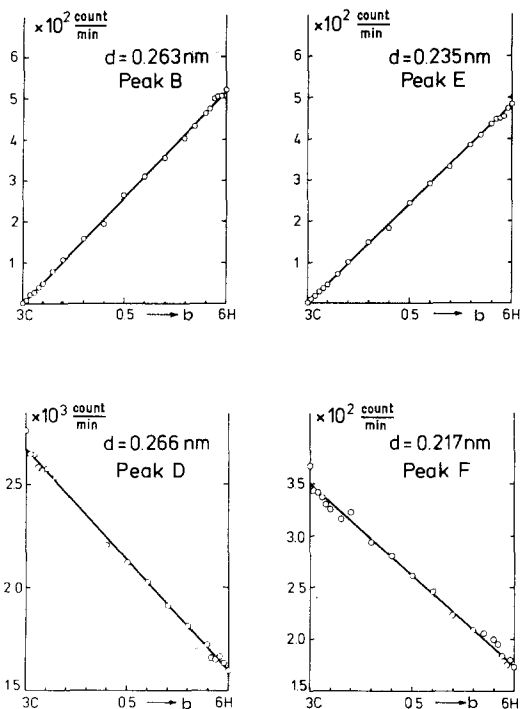 ×10² count/min
×10² count/min
d = 0.263 nm
Peak B
d = 0.235 nm
Peak E
6
5
4
3
2
1
6
5
4
3
2
1
3C 0.5 → b 6H
3C 0.5 → b 6H
×10³ count/min
×10² count/min
d = 0.266 nm
Peak D
d = 0.217 nm
Peak F
2.5
2.0
1.5
3.5
3.0
2.5
2.0
1.5
3C 0.5 → b 6H
3C 0.5 → b 6H